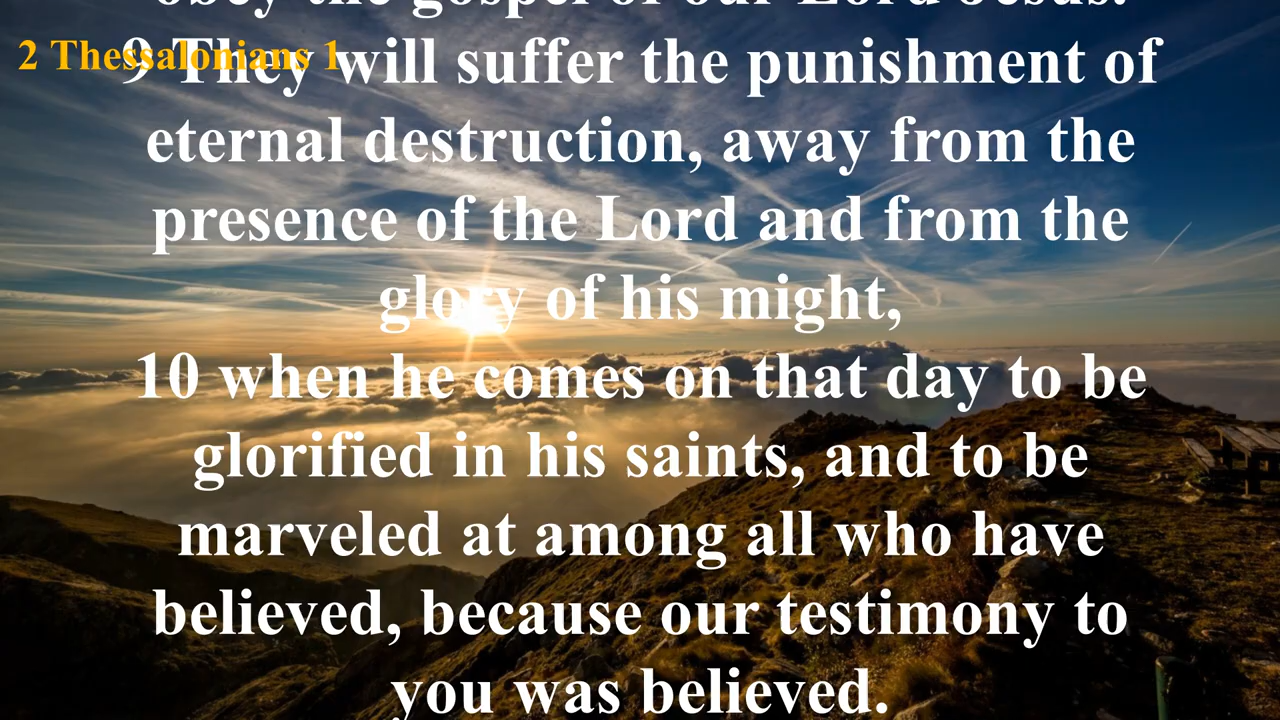 obey the gospel of our Lord Jesus.
2 Thessalonians 1
9 They will suffer the punishment of
eternal destruction, away from the
presence of the Lord and from the
glory of his might,
10 when he comes on that day to be
glorified in his saints, and to be
marveled at among all who have
believed, because our testimony to
you was believed.